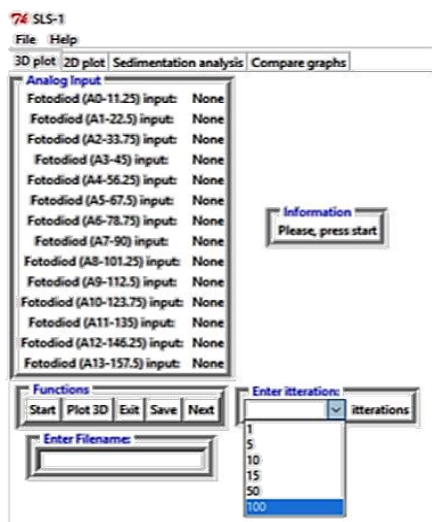 7% SLS-1
File Help
3D plot 2D plot Sedimentation analysis Compare graphs
Analog Input
Fotodiod (A0-11.25) input: None
Fotodiod (A1-22.5) input: None
Fotodiod (A2-33.75) input: None
Fotodiod (A3-45) input: None
Fotodiod (A4-56.25) input: None
Fotodiod (A5-67.5) input: None
Fotodiod (A6-78.75) input: None
Fotodiod (A7-90) input: None
Fotodiod (A8-101.25) input: None
Fotodiod (A9-112.5) input: None
Fotodiod (A10-123.75) input: None
Fotodiod (A11-135) input: None
Fotodiod (A12-146.25) input: None
Fotodiod (A13-157.5) input: None
Information
Please, press start
Functions
Start Plot 3D Exit Save Next
Enter itteration:
itterations
1
5
10
15
50
100
Enter Filename: